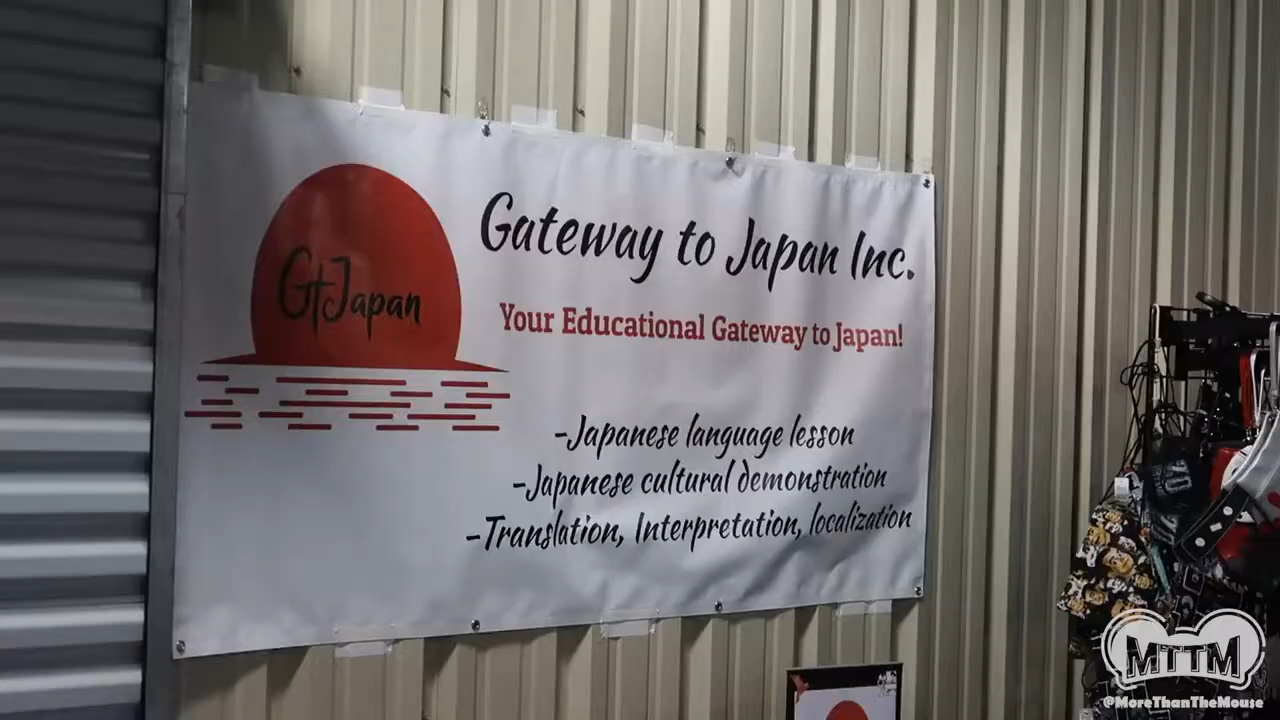 Gateway to Japan Inc.
GtJapan
Your Educational Gateway to Japan!
-Japanese language lesson
-Japanese cultural demonstration
-Translation, Interpretation, localization
MTTM
@MoreThanTheMouse